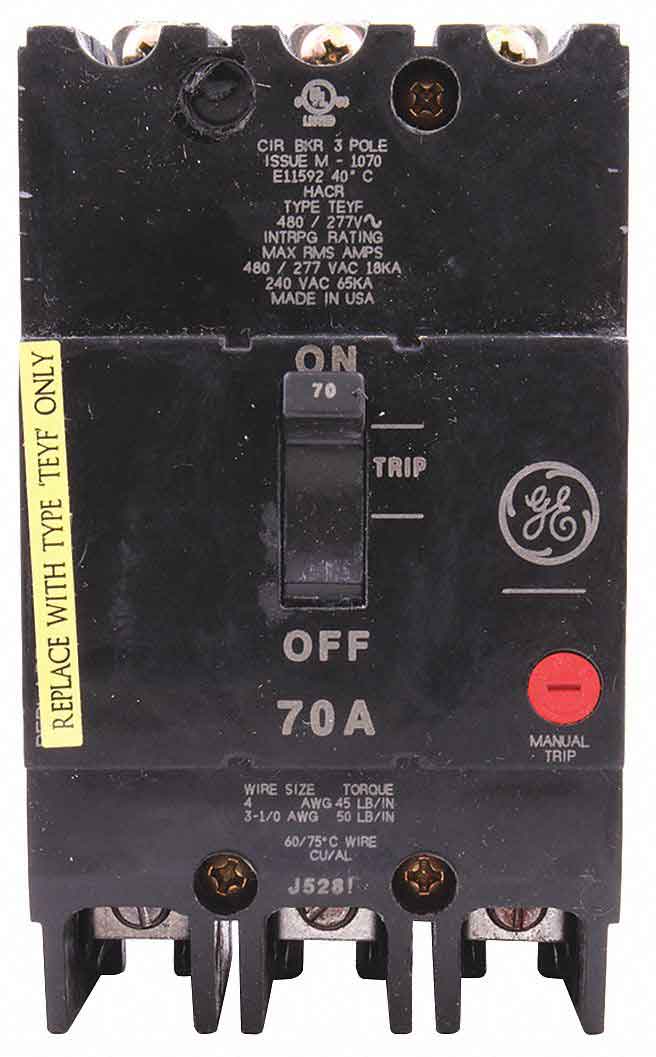 UL
LISTED
CIR BKR 3 POLE
ISSUE M - 1070
E11592 40° C
HACR
TYPE TEYF
480 / 277V∿
INTRPG RATING
MAX RMS AMPS
480 / 277 VAC 18KA
240 VAC 65KA
MADE IN USA
REPLACE WITH TYPE 'TEYF' ONLY
ON
70
TRIP
GE
OFF
70A
MANUAL
TRIP
WIRE SIZE TORQUE
4 AWG 45 LB/IN
3-1/0 AWG 50 LB/IN
60/75°C WIRE
CU/AL
J528